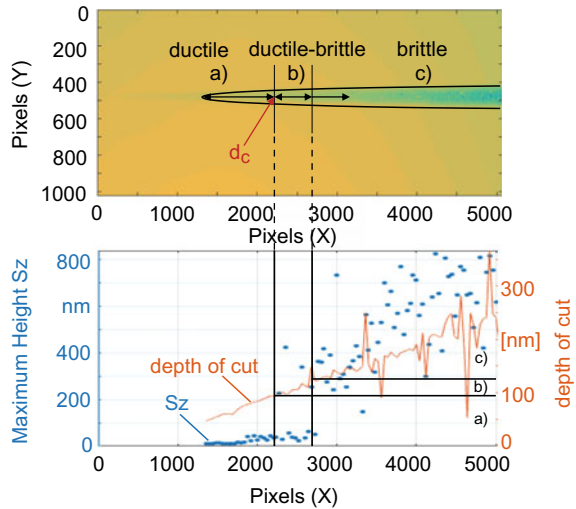 0
200
400
600
800
1000
Pixels (Y)
ductile
a)
ductile-brittle
b)
brittle
c)
dc
0 1000 2000 3000 4000 5000
Pixels (X)
Maximum Height Sz
800
nm
400
200
0
depth of cut
Sz
c)
b)
a)
300
[nm]
100
0
depth of cut
0 1000 2000 3000 4000 5000
Pixels (X)